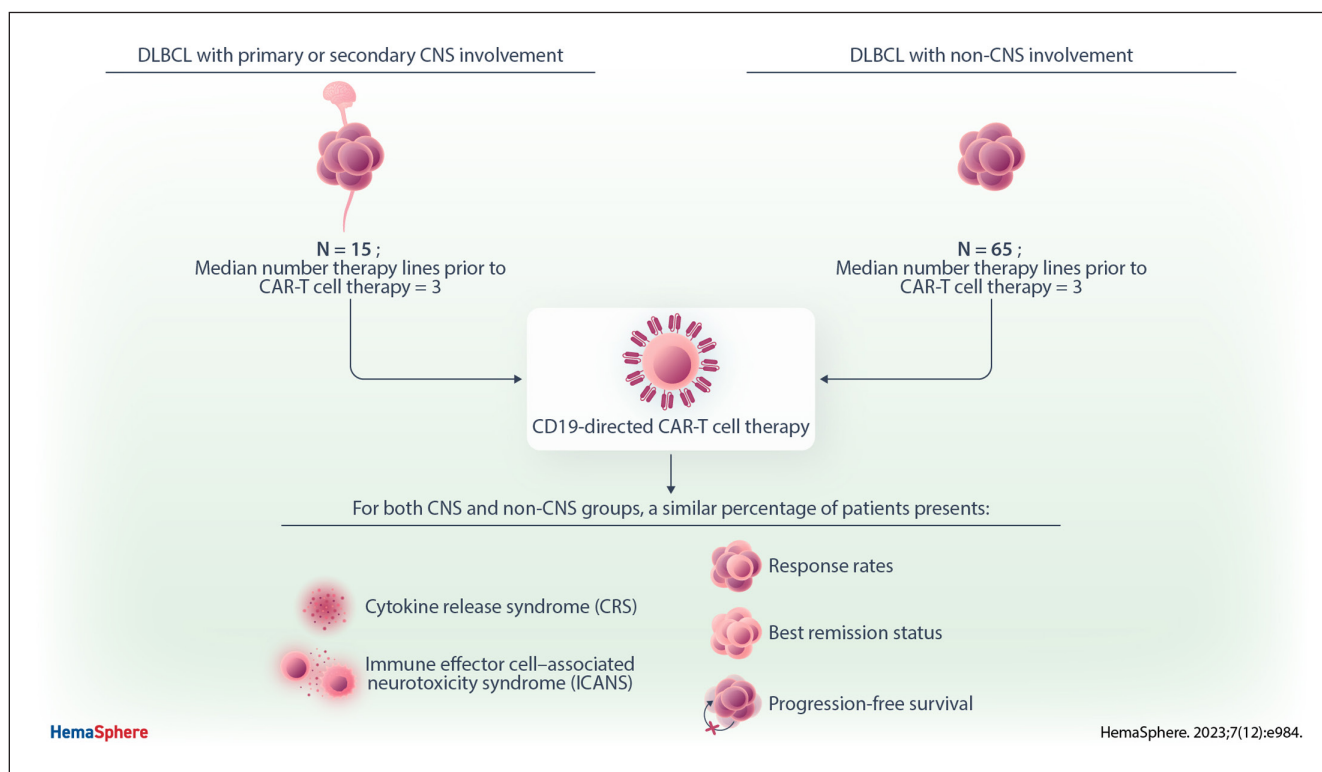 DLBCL with primary or secondary CNS involvement
DLBCL with non-CNS involvement
N = 15 ;
Median number therapy lines prior to
CAR-T cell therapy = 3
N = 65 ;
Median number therapy lines prior to
CAR-T cell therapy = 3
CD19-directed CAR-T cell therapy
For both CNS and non-CNS groups, a similar percentage of patients presents:
Cytokine release syndrome (CRS)
Immune effector cell–associated
neurotoxicity syndrome (ICANS)
Response rates
Best remission status
Progression-free survival
HemaSphere
HemaSphere. 2023;7(12):e984.